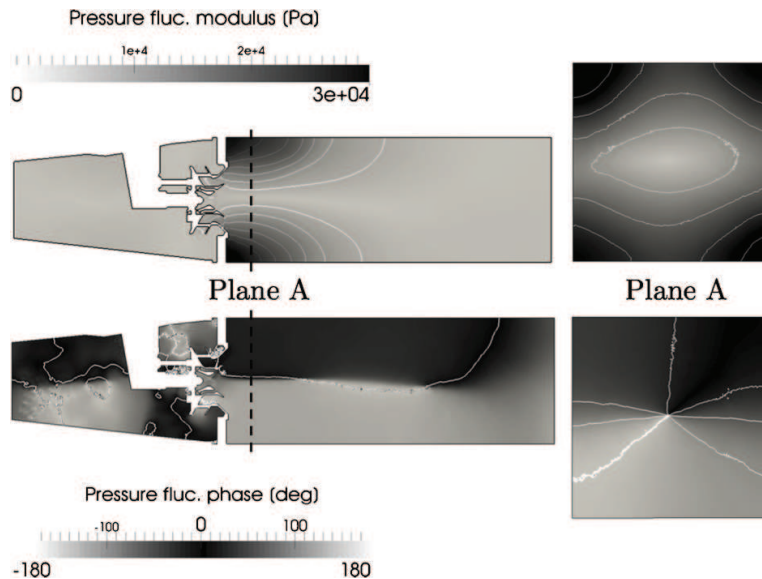 Pressure fluc. modulus (Pa)
1e+4 2e+4
0 3e+04
Plane A Plane A
Pressure fluc. phase (deg)
-100 0 100
-180 180